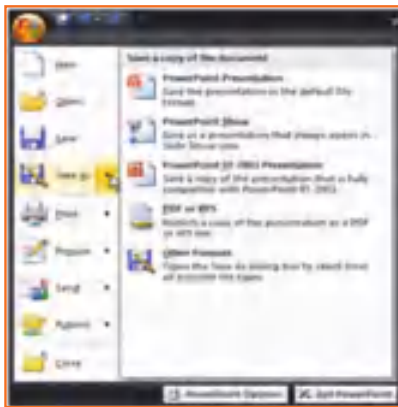 New
Open
Save
Save As
Print
Prepare
Send
Publish
Close
Save a copy of the document
PowerPoint Presentation
Save the presentation in the default file
format.
PowerPoint Show
Save as a presentation that always opens in
Slide Show view.
PowerPoint 97-2003 Presentation
Save a copy of the presentation that is fully
compatible with PowerPoint 97-2003.
PDF or XPS
Publish a copy of the presentation as a PDF
or XPS file.
Other Formats
Open the Save As dialog box to select from
all possible file types.
PowerPoint Options
Exit PowerPoint